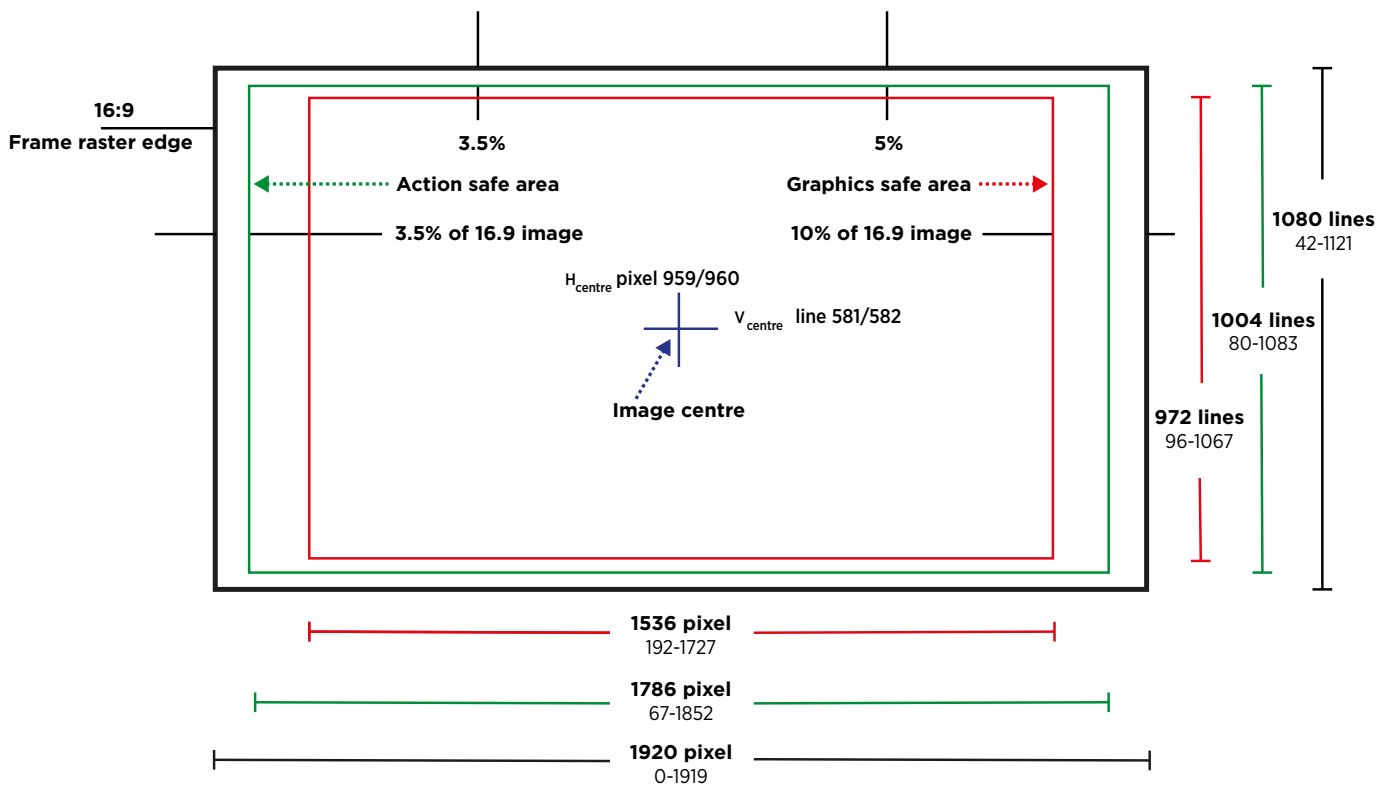 16:9
Frame raster edge
3.5%
5%
Action safe area
Graphics safe area
3.5% of 16.9 image
10% of 16.9 image
Hcentre pixel 959/960
Vcentre line 581/582
Image centre
1080 lines
42-1121
1004 lines
80-1083
972 lines
96-1067
1536 pixel
192-1727
1786 pixel
67-1852
1920 pixel
0-1919